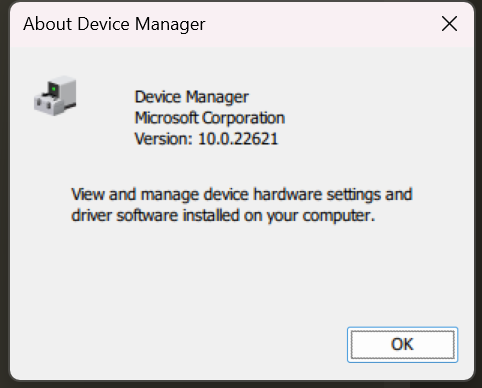 About Device Manager
Device Manager
Microsoft Corporation
Version: 10.0.22621
View and manage device hardware settings and
driver software installed on your computer.
OK